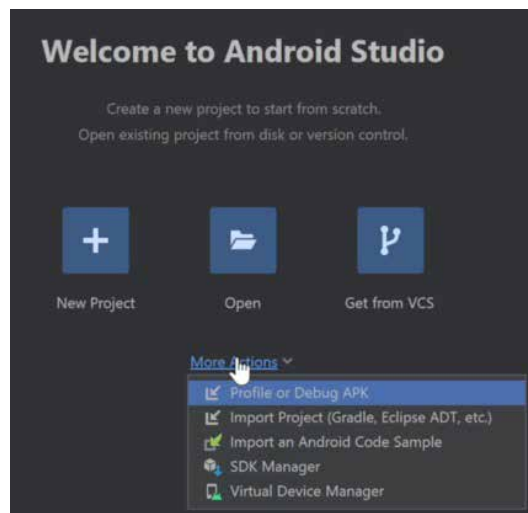 Welcome to Android Studio
Create a new project to start from scratch.
Open existing project from disk or version control.
New Project
Open
Get from VCS
More Actions
Profile or Debug APK
Import Project (Gradle, Eclipse ADT, etc.)
Import an Android Code Sample
SDK Manager
Virtual Device Manager